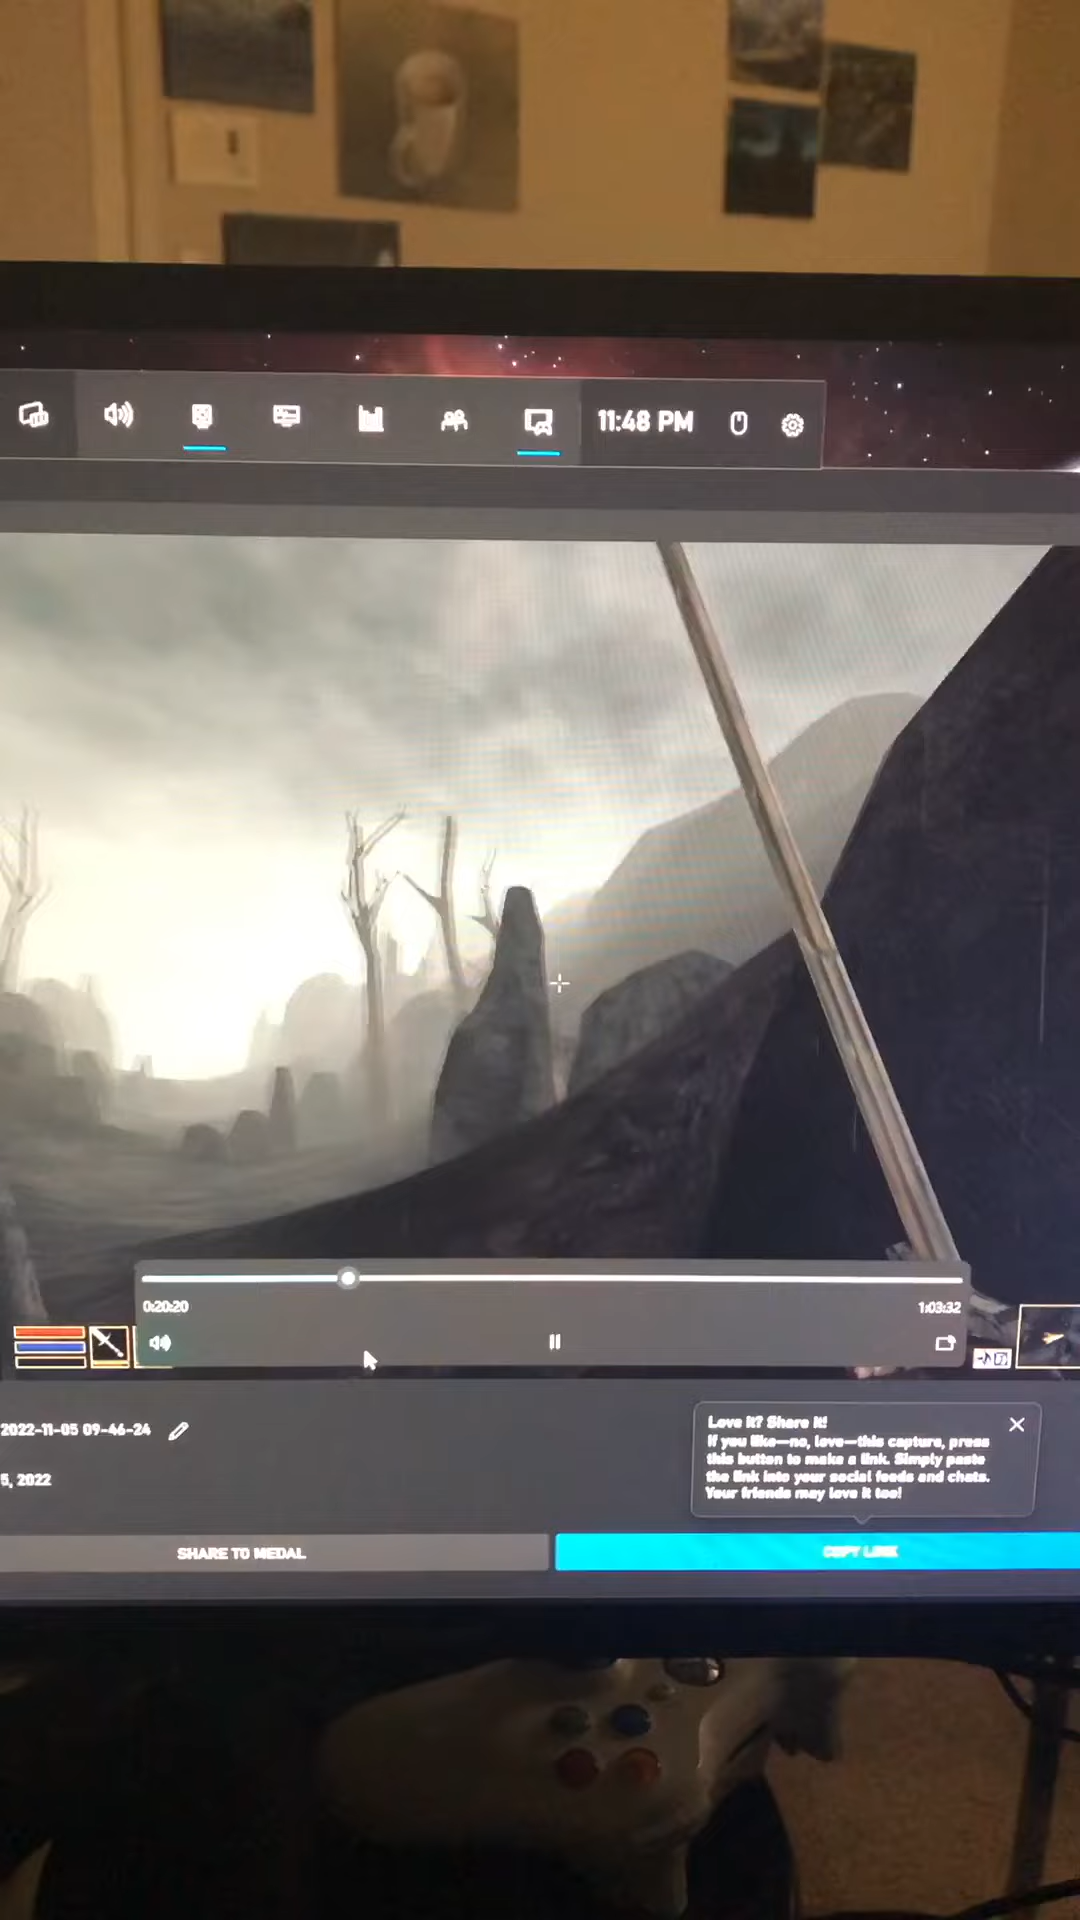 11:48 PM
0:20:20
1:03:32
2022-11-05 09-46-24
5, 2022
Love it? Share it!
If you like—no, love—this capture, press
this button to make a link. Simply paste
the link into your social feeds and chats.
Your friends may love it too!
SHARE TO MEDAL
COPY LINK